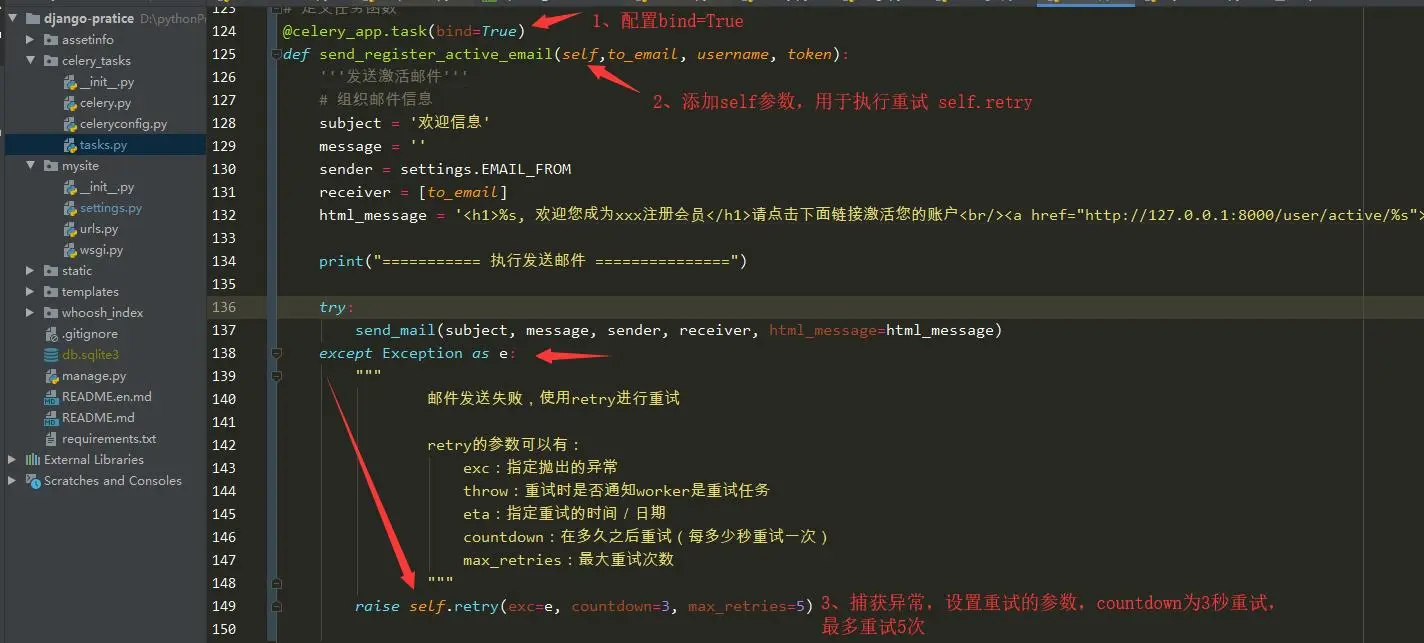 django-pratice D:\pythonP
assetinfo
celery_tasks
__init__.py
celery.py
celeryconfig.py
tasks.py
mysite
__init__.py
settings.py
urls.py
wsgi.py
static
templates
whoosh_index
.gitignore
db.sqlite3
manage.py
README.en.md
README.md
requirements.txt
External Libraries
Scratches and Consoles
123 # 定义任务函数
124 @celery_app.task(bind=True) 1、配置bind=True
125 def send_register_active_email(self,to_email, username, token):
126 '''发送激活邮件'''
127 # 组织邮件信息 2、添加self参数，用于执行重试 self.retry
128 subject = '欢迎信息'
129 message = ''
130 sender = settings.EMAIL_FROM
131 receiver = [to_email]
132 html_message = '<h1>%s, 欢迎您成为xxx注册会员</h1>请点击下面链接激活您的账户<br/><a href="http://127.0.0.1:8000/user/active/%s">
133
134 print("=========== 执行发送邮件 ===============")
135
136 try:
137 send_mail(subject, message, sender, receiver, html_message=html_message)
138 except Exception as e:
139 """
140 邮件发送失败，使用retry进行重试
141
142 retry的参数可以有：
143 exc：指定抛出的异常
144 throw：重试时是否通知worker是重试任务
145 eta：指定重试的时间／日期
146 countdown：在多久之后重试（每多少秒重试一次）
147 max_retries：最大重试次数
148 """
149 raise self.retry(exc=e, countdown=3, max_retries=5) 3、捕获异常，设置重试的参数，countdown为3秒重试，
最多重试5次
150